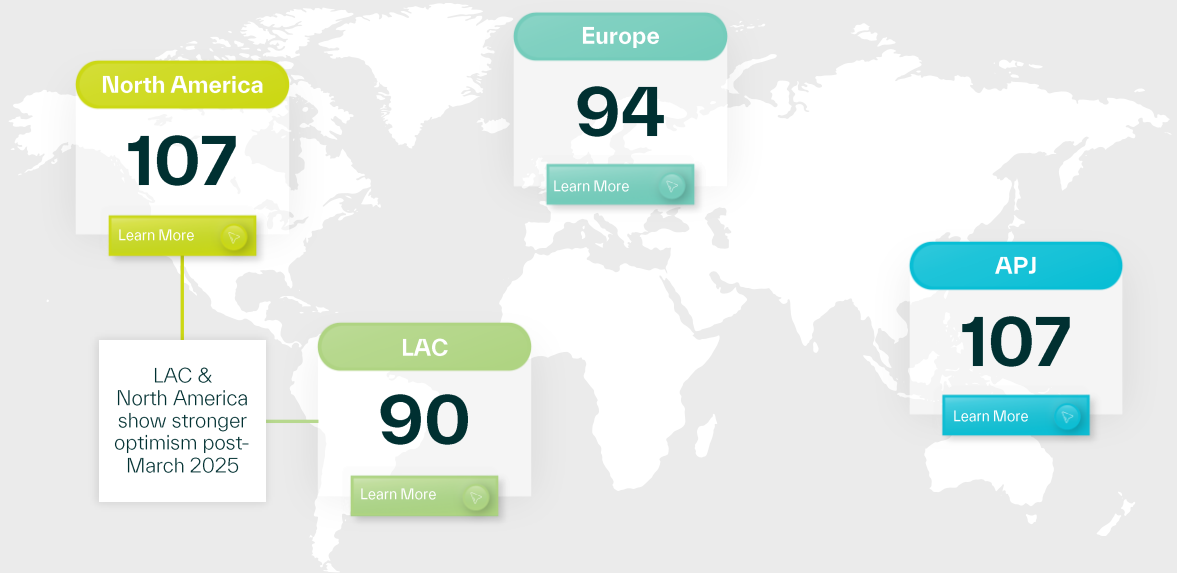 Europe
94
Learn More
North America
107
Learn More
APJ
107
Learn More
LAC
90
Learn More
LAC &
North America
show stronger
optimism post-
March 2025